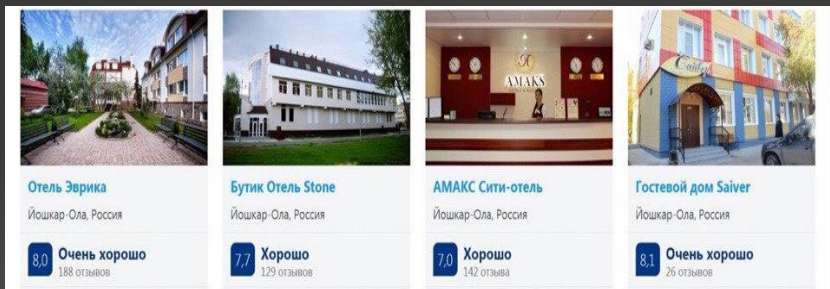 AMAKS
Сайвер
Отель Эврика
Йошкар-Ола, Россия
8,0 Очень хорошо
188 отзывов
Бутик Отель Stone
Йошкар-Ола, Россия
7,7 Хорошо
129 отзывов
АМАКС Сити-отель
Йошкар-Ола, Россия
7,0 Хорошо
142 отзыва
Гостевой дом Saiver
Йошкар-Ола, Россия
8,1 Очень хорошо
26 отзывов